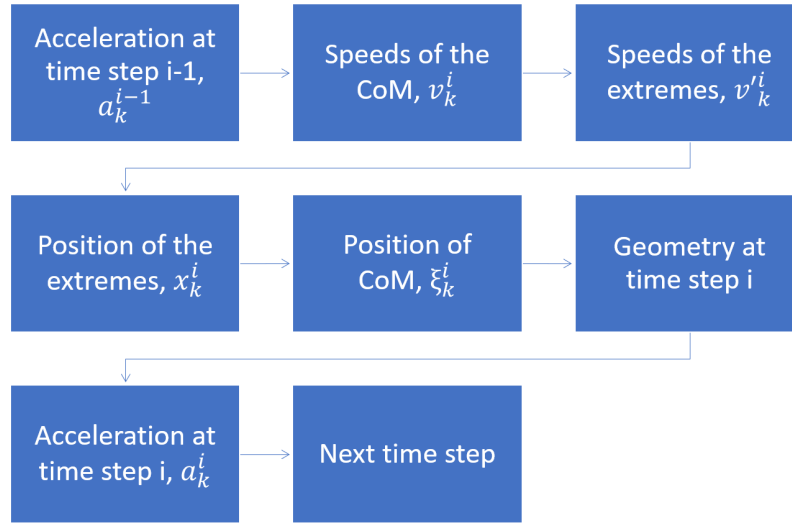 Acceleration at
time step i-1,
$a_k^{i-1}$
Speeds of the
CoM, $v_k^i$
Speeds of the
extremes, $v'^i_k$
Position of the
extremes, $x_k^i$
Position of
CoM, $ξ_k^i$
Geometry at
time step i
Acceleration at
time step i, $a_k^i$
Next time step